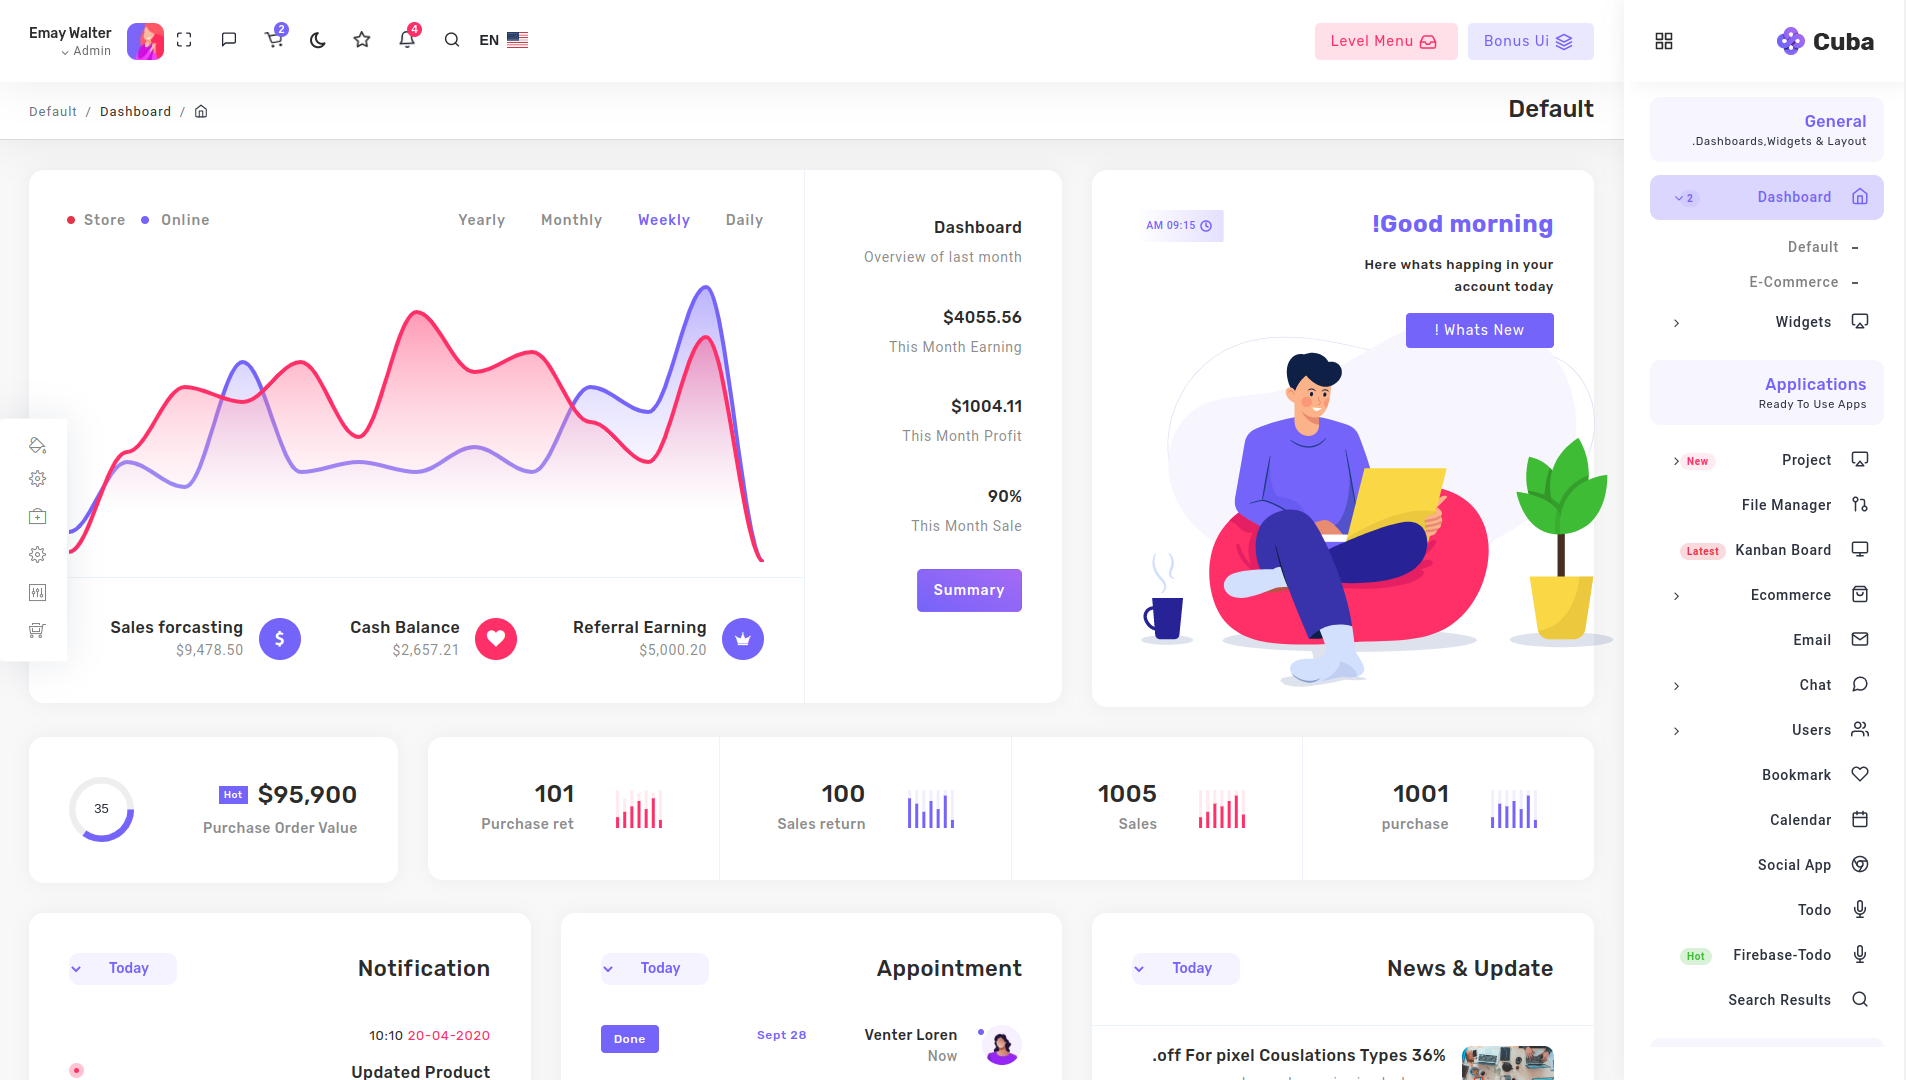 Emay Walter
Admin
2
4
EN
Level Menu
Bonus Ui
Cuba
Default / Dashboard /
Default
General
.Dashboards,Widgets & Layout
Dashboard
2
Default -
E-Commerce -
Widgets
Applications
Ready To Use Apps
Project
New
File Manager
Kanban Board
Latest
Ecommerce
Email
Chat
Users
Bookmark
Calendar
Social App
Todo
Firebase-Todo
Hot
Search Results
Store
Online
Yearly
Monthly
Weekly
Daily
Dashboard
Overview of last month
$4055.56
This Month Earning
$1004.11
This Month Profit
90%
This Month Sale
Summary
Sales forcasting
$9,478.50
Cash Balance
$2,657.21
Referral Earning
$5,000.20
AM 09:15
!Good morning
Here whats happing in your
account today
! Whats New
35
Hot $95,900
Purchase Order Value
101
Purchase ret
100
Sales return
1005
Sales
1001
purchase
Today
Notification
10:10 20-04-2020
Updated Product
Today
Appointment
Done
Sept 28
Venter Loren
Now
Today
News & Update
.off For pixel Couslations Types 36%